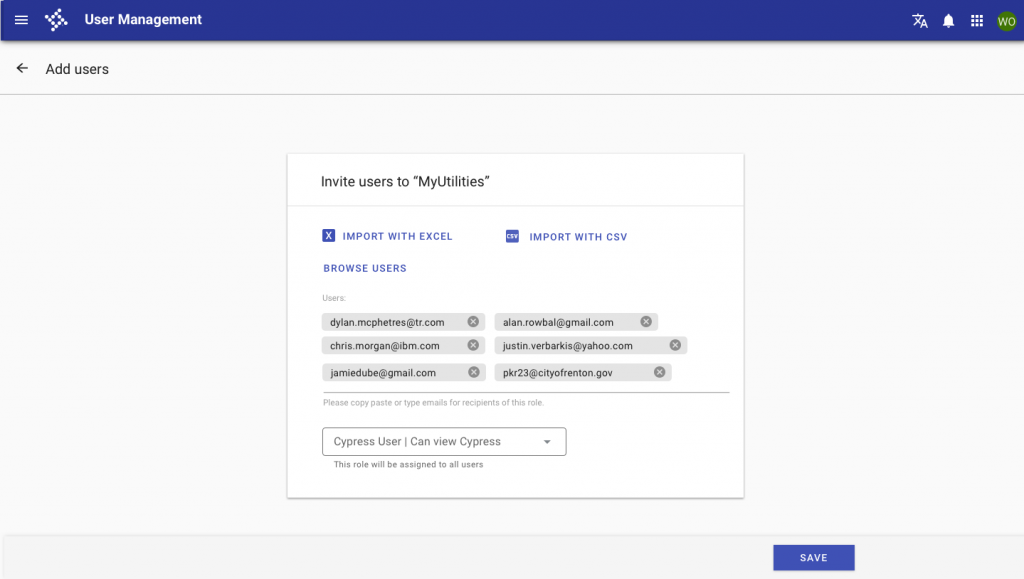 User Management
WO
Add users
Invite users to “MyUtilities”
X IMPORT WITH EXCEL
CSV IMPORT WITH CSV
BROWSE USERS
Users:
dylan.mcphetres@tr.com
alan.rowbal@gmail.com
chris.morgan@ibm.com
justin.verbarkis@yahoo.com
jamiedube@gmail.com
pkr23@cityofrenton.gov
Please copy paste or type emails for recipients of this role.
Cypress User | Can view Cypress
This role will be assigned to all users
SAVE